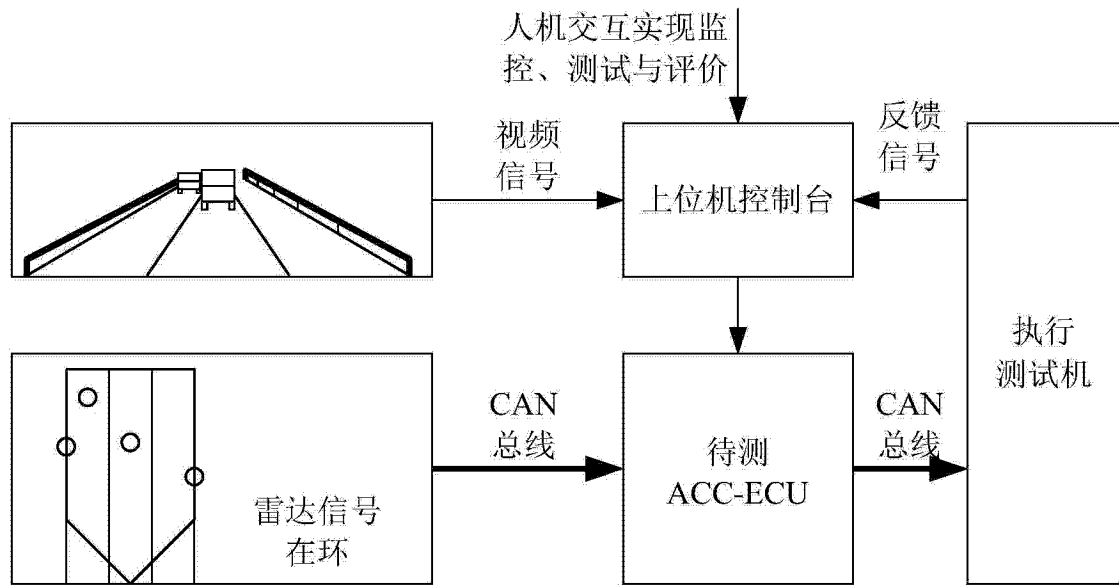 人机交互实现监
控、测试与评价
视频
信号
反馈
信号
上位机控制台
执行
测试机
CAN
总线
CAN
总线
待测
ACC-ECU
雷达信号
在环